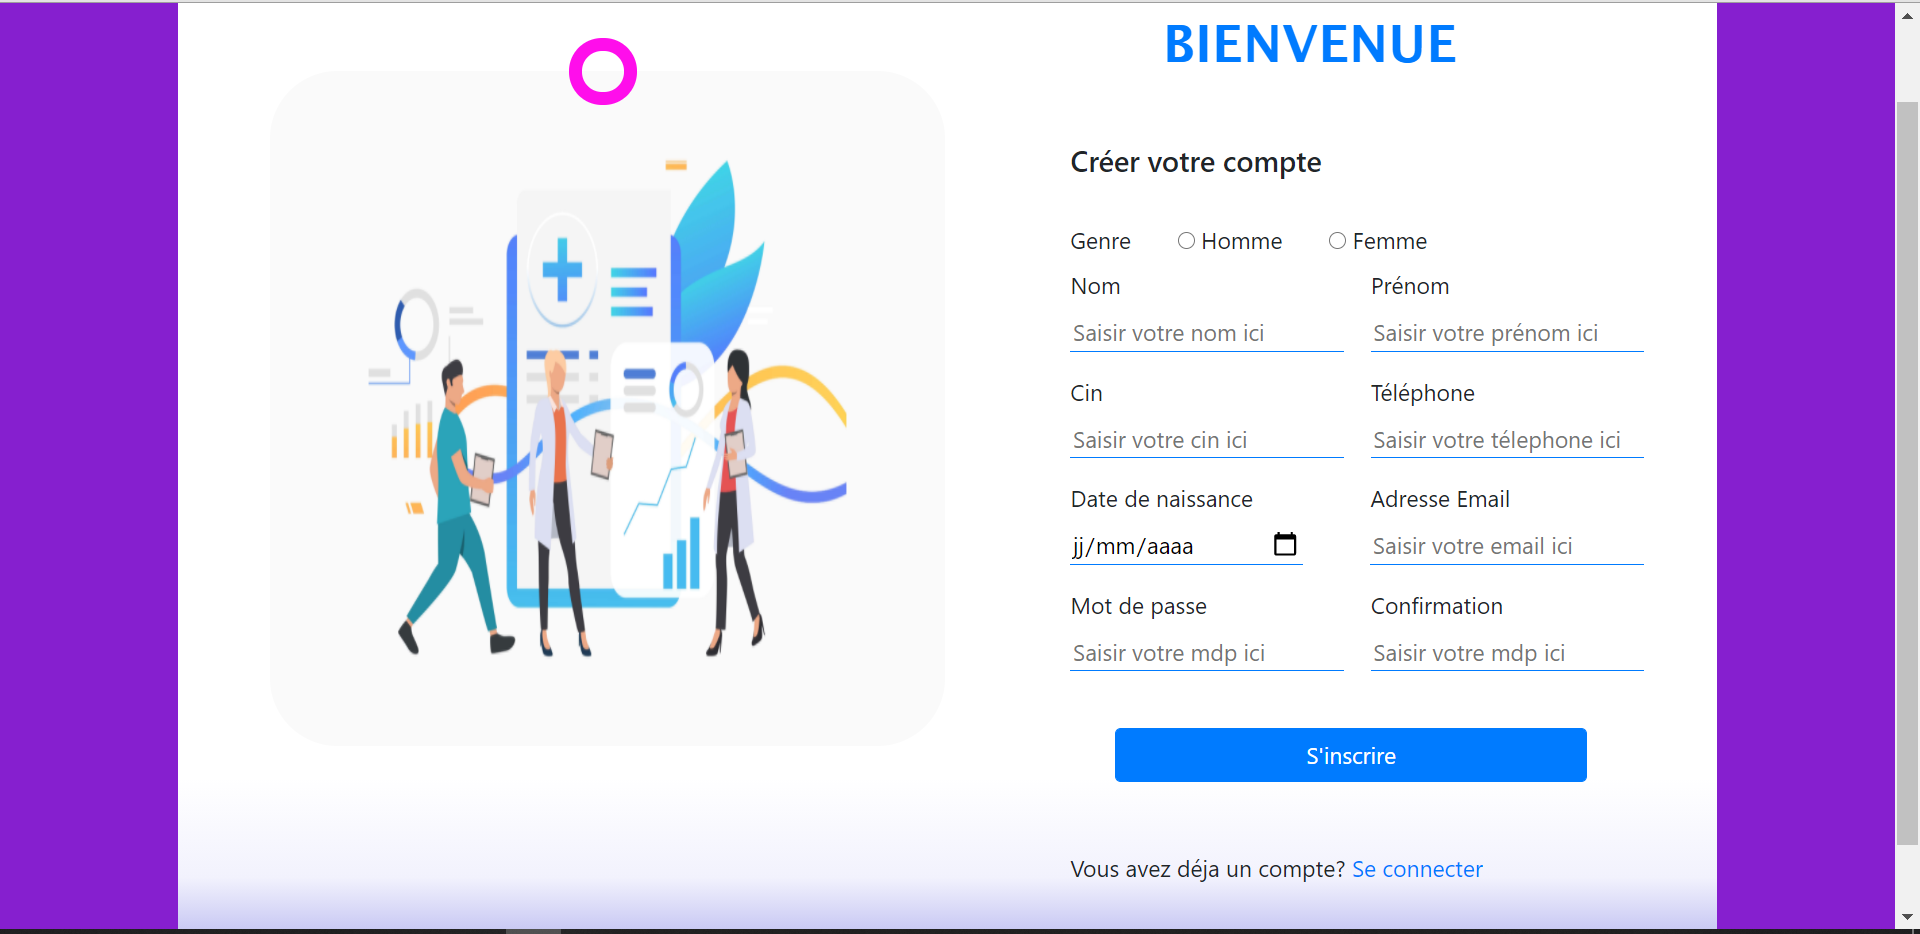 BIENVENUE
Créer votre compte
Genre Homme Femme
Nom Prénom
Saisir votre nom ici Saisir votre prénom ici
Cin Téléphone
Saisir votre cin ici Saisir votre télephone ici
Date de naissance Adresse Email
jj/mm/aaaa Saisir votre email ici
Mot de passe Confirmation
Saisir votre mdp ici Saisir votre mdp ici
S'inscrire
Vous avez déja un compte? Se connecter